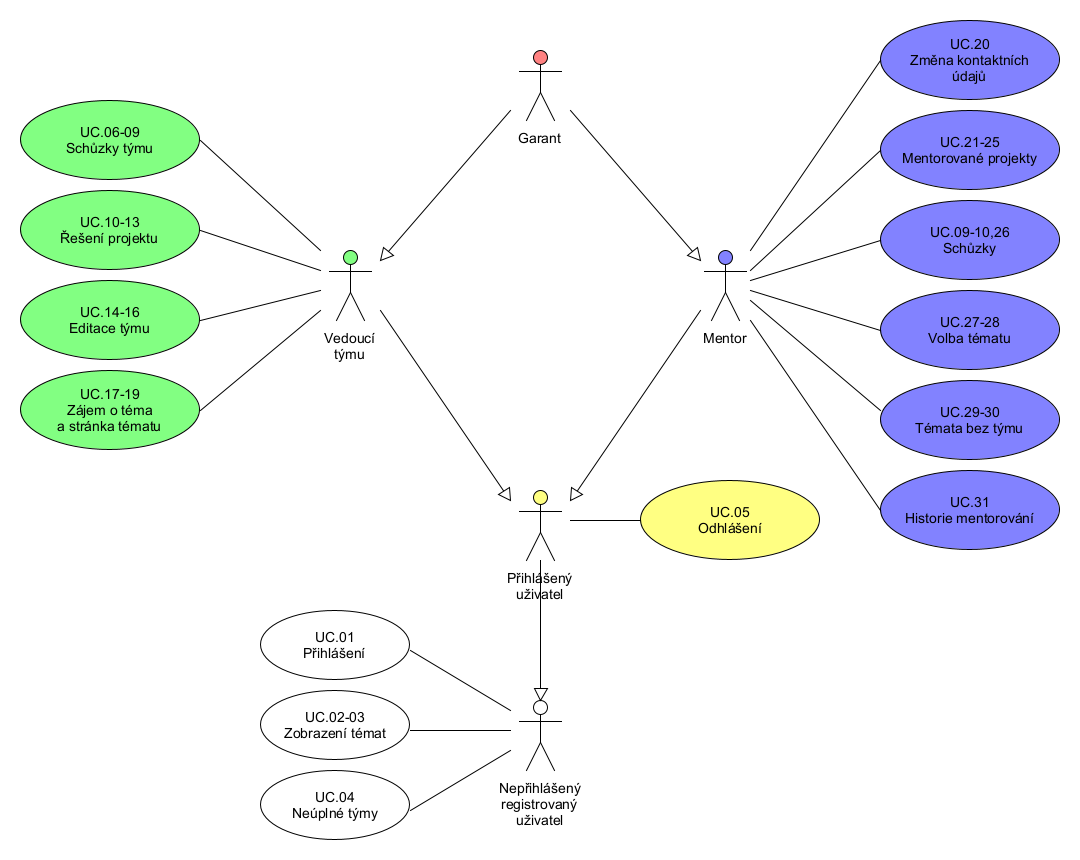 UC.20
Změna kontaktních
údajů
Garant
UC.06-09
Schůzky týmu
UC.21-25
Mentorované projekty
UC.10-13
Řešení projektu
UC.09-10,26
Schůzky
UC.14-16
Editace týmu
Vedoucí
týmu
Mentor
UC.27-28
Volba tématu
UC.17-19
Zájem o téma
a stránka tématu
UC.29-30
Témata bez týmu
UC.31
Historie mentorování
UC.05
Odhlášení
Přihlášený
uživatel
UC.01
Přihlášení
UC.02-03
Zobrazení témat
UC.04
Neúplné týmy
Nepřihlášený
registrovaný
uživatel